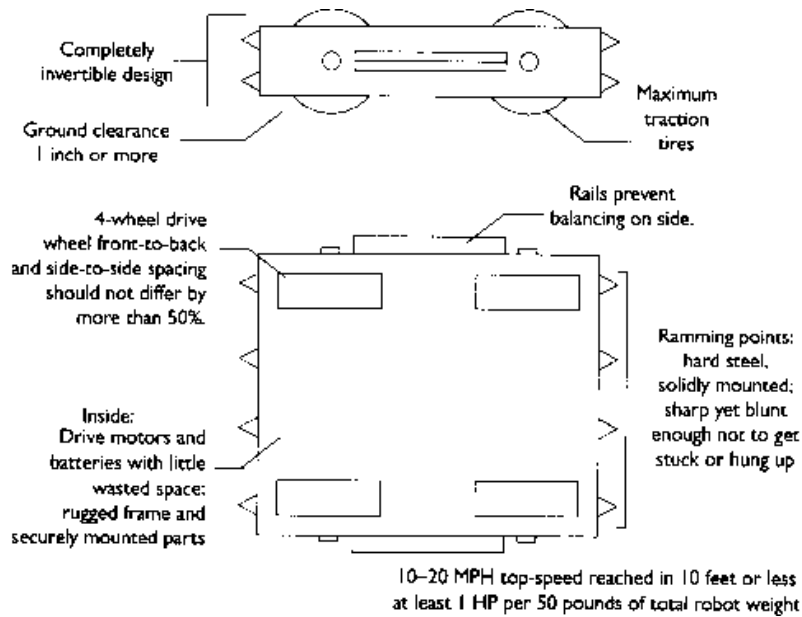 Completely
invertible design
Ground clearance
1 inch or more
Maximum
traction
tires
Rails prevent
balancing on side.
4-wheel drive
wheel front-to-back
and side-to-side spacing
should not differ by
more than 50%.
Ramming points:
hard steel,
solidly mounted;
sharp yet blunt
enough not to get
stuck or hung up
Inside:
Drive motors and
batteries with little
wasted space;
rugged frame and
securely mounted parts
10–20 MPH top-speed reached in 10 feet or less
at least 1 HP per 50 pounds of total robot weight